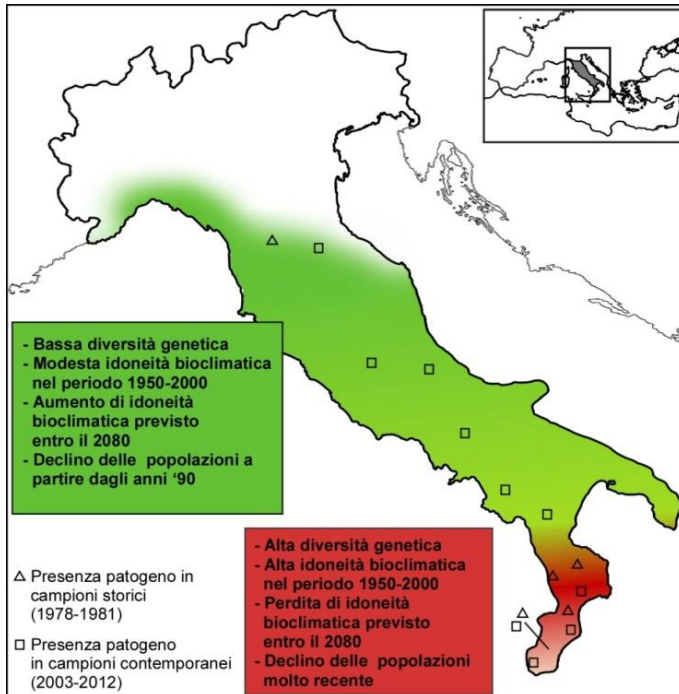 - Bassa diversità genetica
- Modesta idoneità bioclimatica
nel periodo 1950-2000
- Aumento di idoneità
bioclimatica previsto
entro il 2080
- Declino delle popolazioni a
partire dagli anni ‘90
- Alta diversità genetica
- Alta idoneità bioclimatica
nel periodo 1950-2000
- Perdita di idoneità
bioclimatica previsto
entro il 2080
- Declino delle popolazioni
molto recente
Presenza patogeno in
campioni storici
(1978-1981)
Presenza patogeno
in campioni contemporanei
(2003-2012)